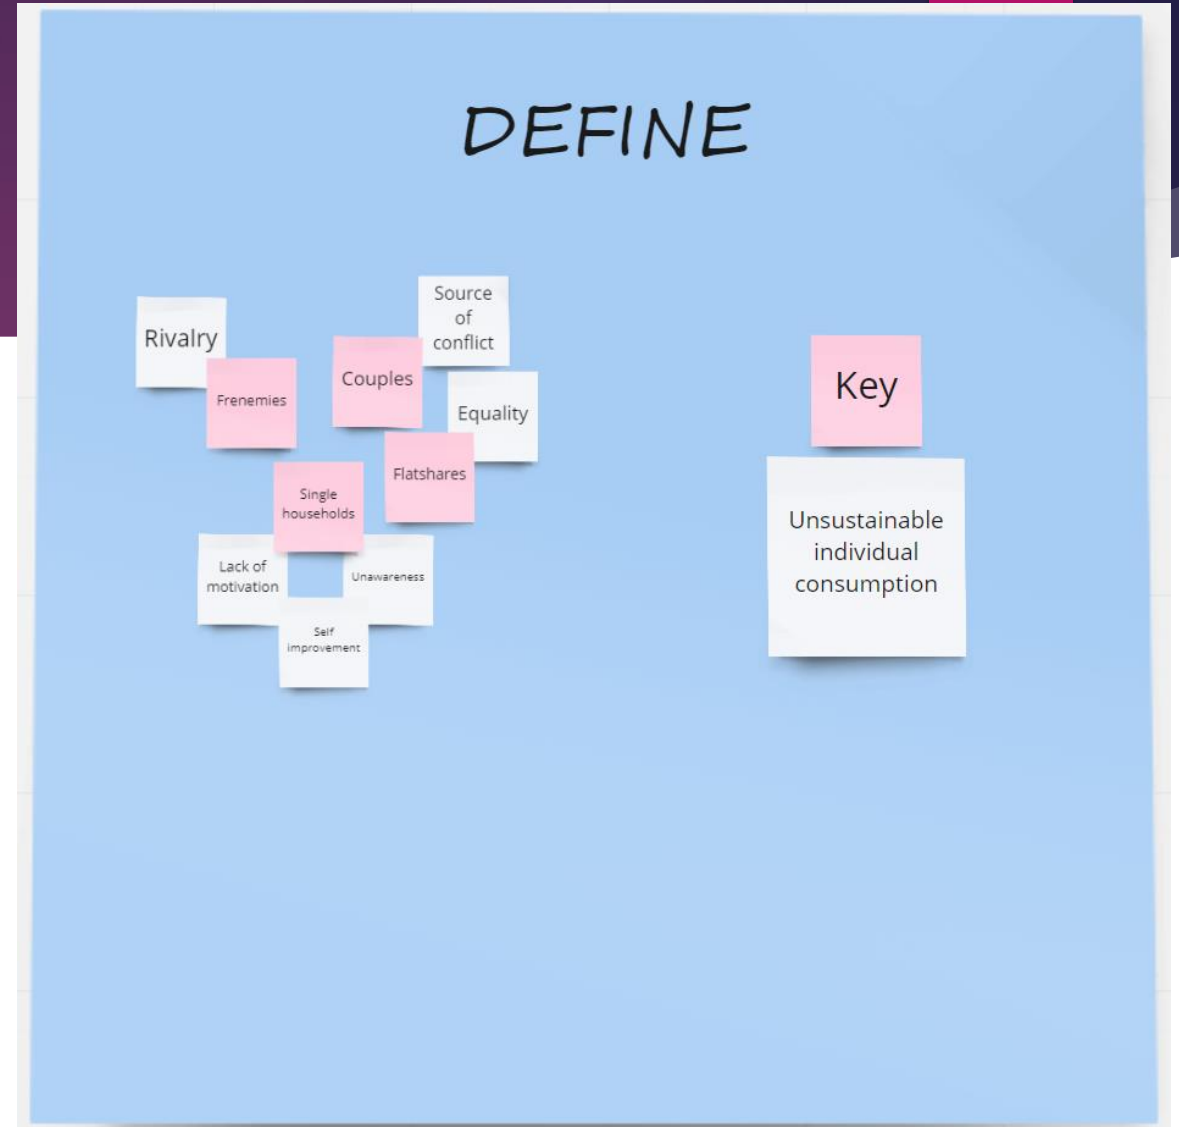 DEFINE
Rivalry
Frenemies
Couples
Source
of
conflict
Equality
Flatshares
Single
households
Lack of
motivation
Unawareness
Self
improvement
Key
Unsustainable
individual
consumption